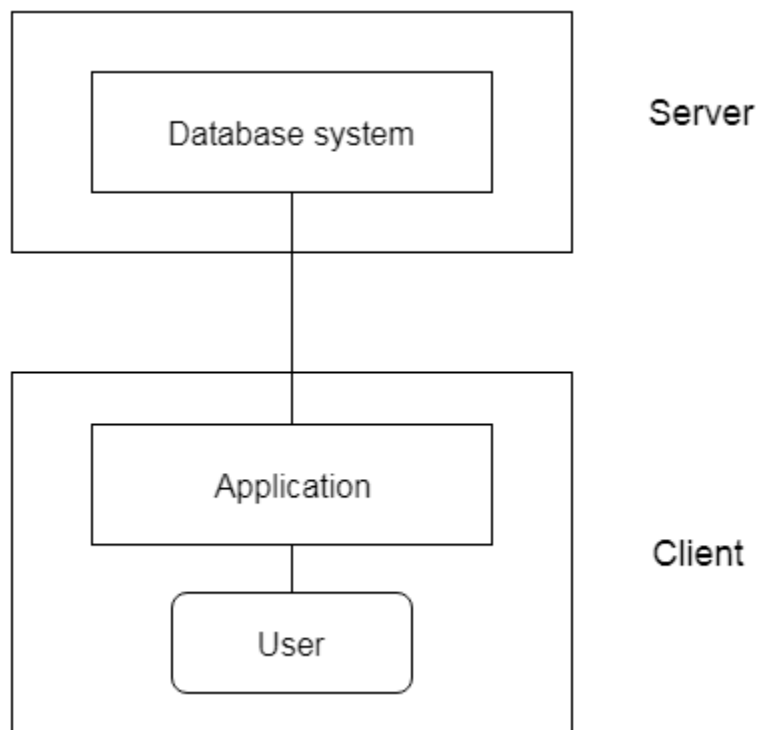 Database system
Server
Application
Client
User